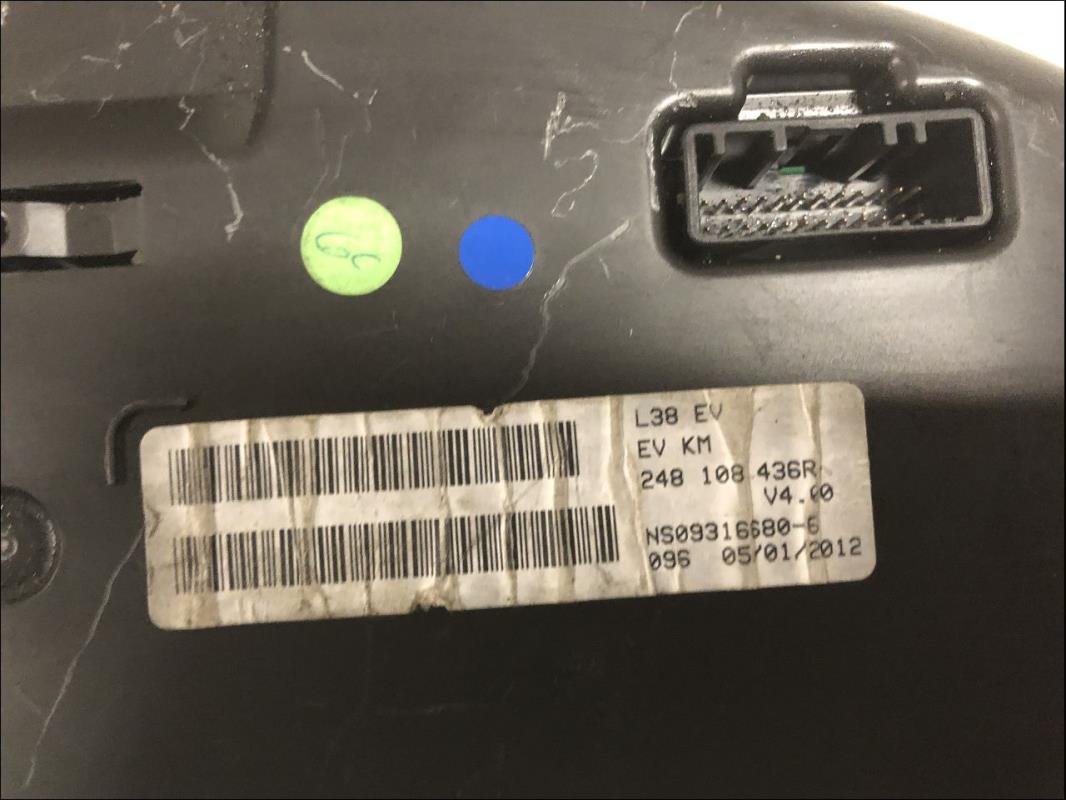 L38 EV
EV KM
248 108 436R
V4.00
NS09316680-6
096 05/01/2012